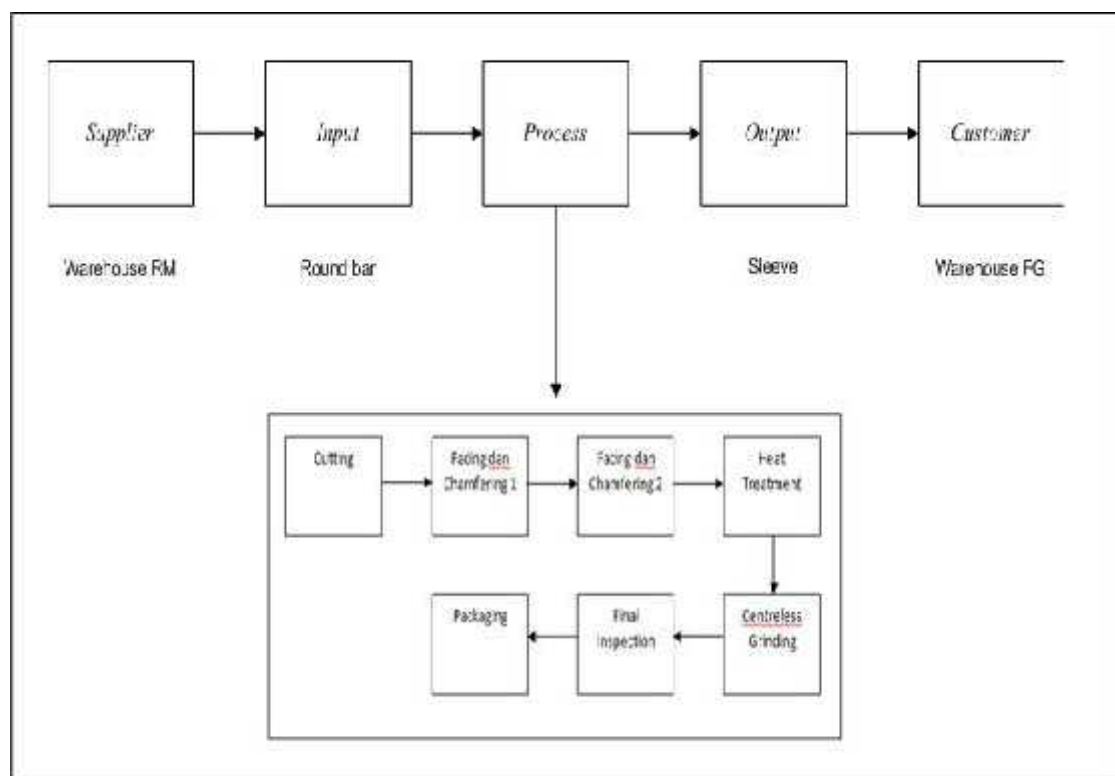 Supplier
Input
Process
Output
Customer
Warehouse RM
Round bar
Sleeve
Warehouse FG
Cutting
Facing dan
Chamfering 1
Facing dan
Chamfering 2
Heat
Treatment
Packaging
Final
Inspection
Centreless
Grinding